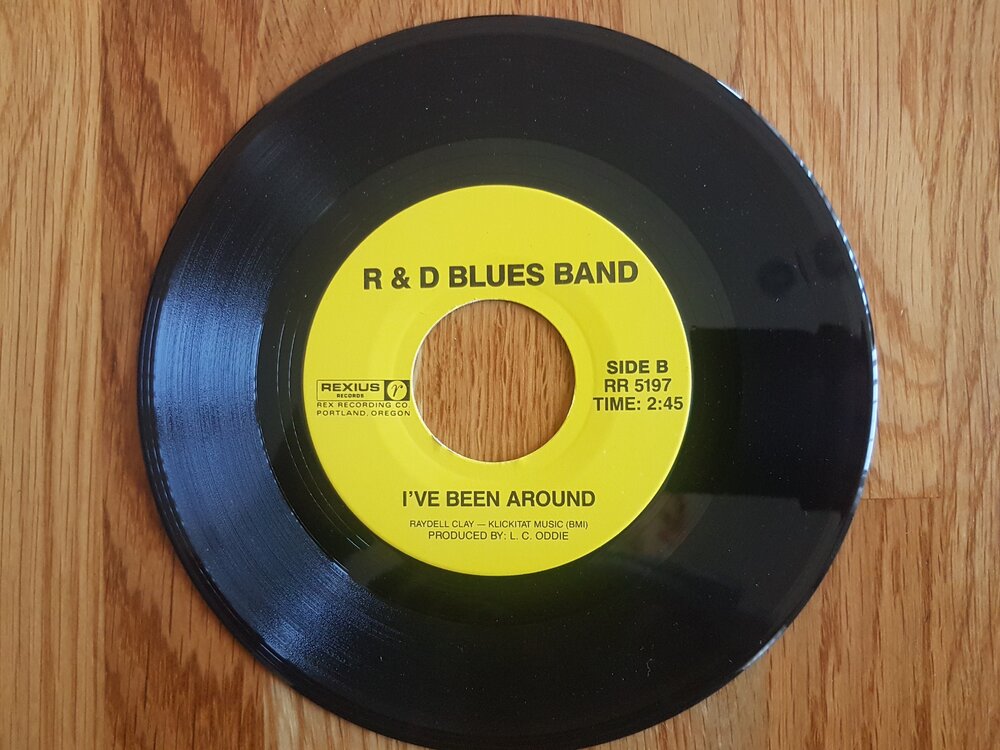 R & D BLUES BAND
REXIUS r
RECORDS
REX RECORDING CO.
PORTLAND, OREGON
SIDE B
RR 5197
TIME: 2:45
I'VE BEEN AROUND
RAYDELL CLAY — KLICKITAT MUSIC (BMI)
PRODUCED BY: L. C. ODDIE